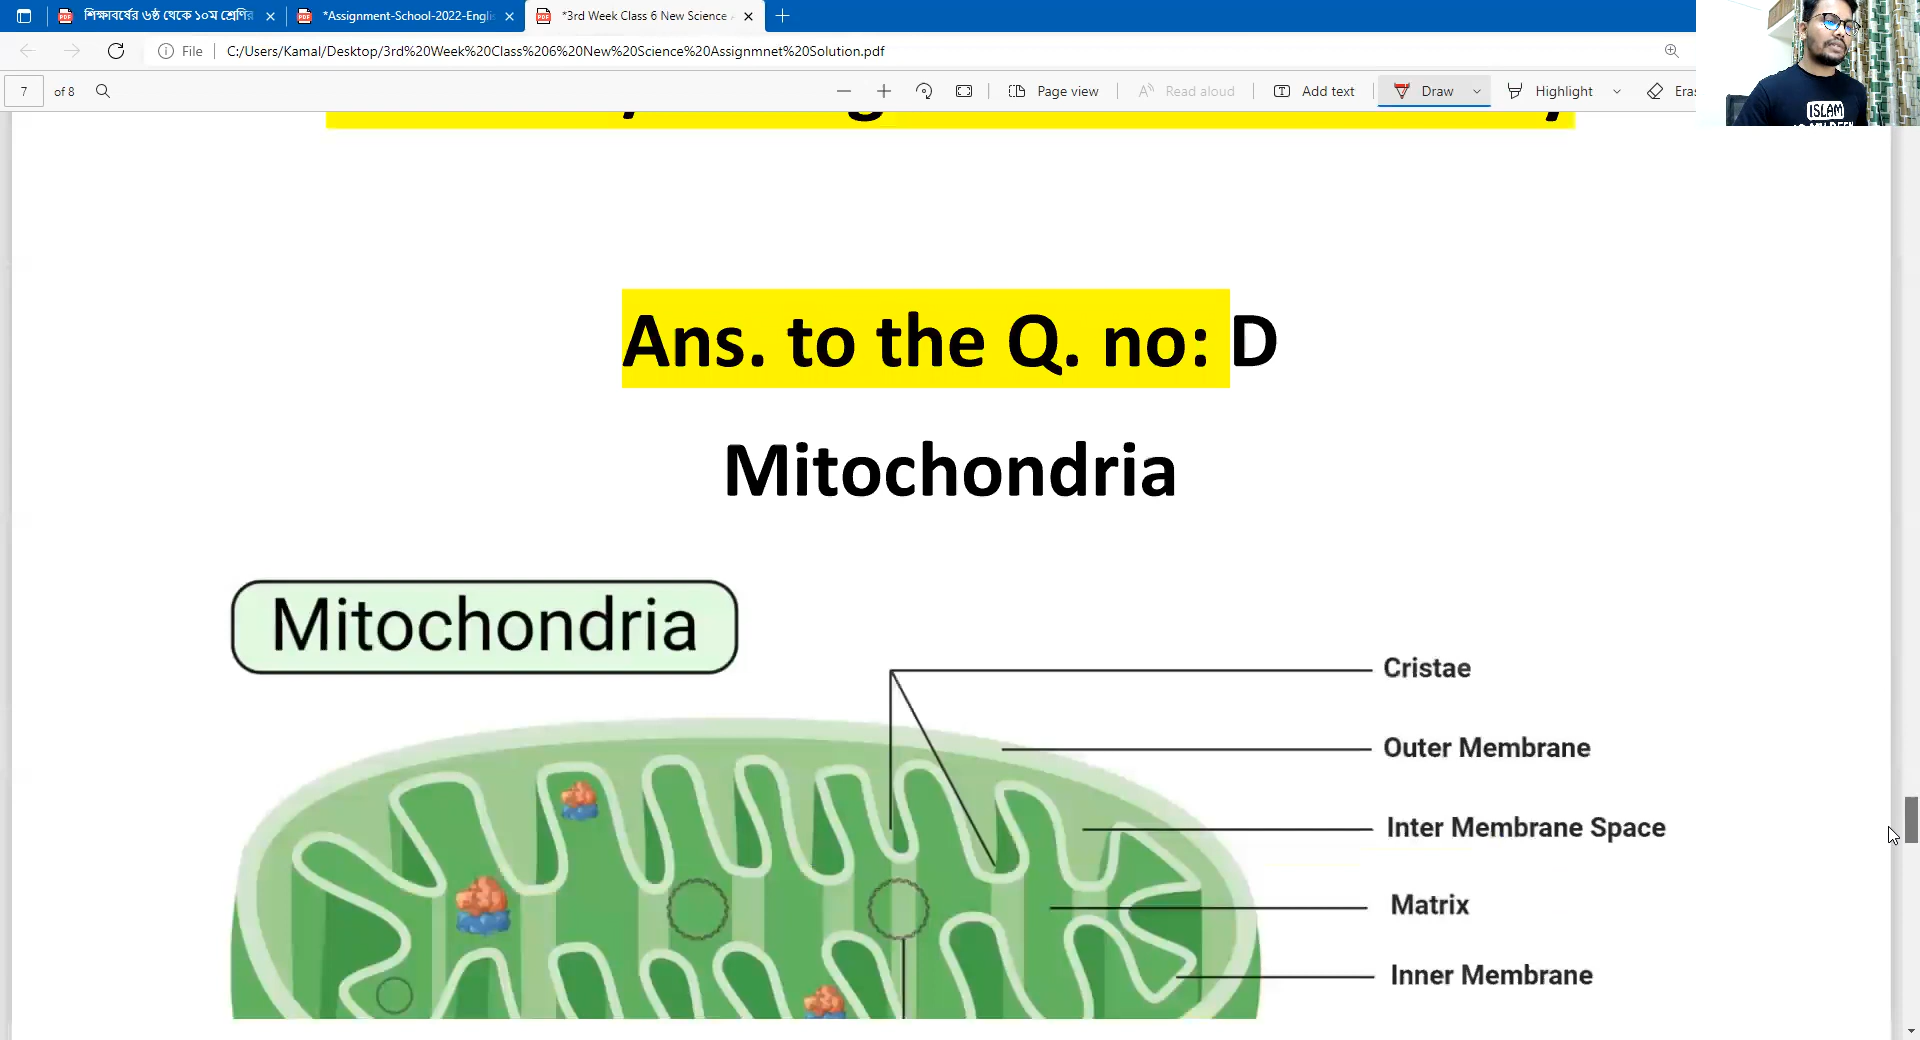 শিক্ষাবর্ষের ৬ষ্ঠ থেকে ১০ম শ্রেণির
*Assignment-School-2022-Engli
*3rd Week Class 6 New Science
File
C:/Users/Kamal/Desktop/3rd%20Week%20Class%206%20New%20Science%20Assignmnet%20Solution.pdf
7 of 8
Page view
Read aloud
Add text
Draw
Highlight
Eras
ISLAM
Ans. to the Q. no: D
Mitochondria
Mitochondria
Cristae
Outer Membrane
Inter Membrane Space
Matrix
Inner Membrane